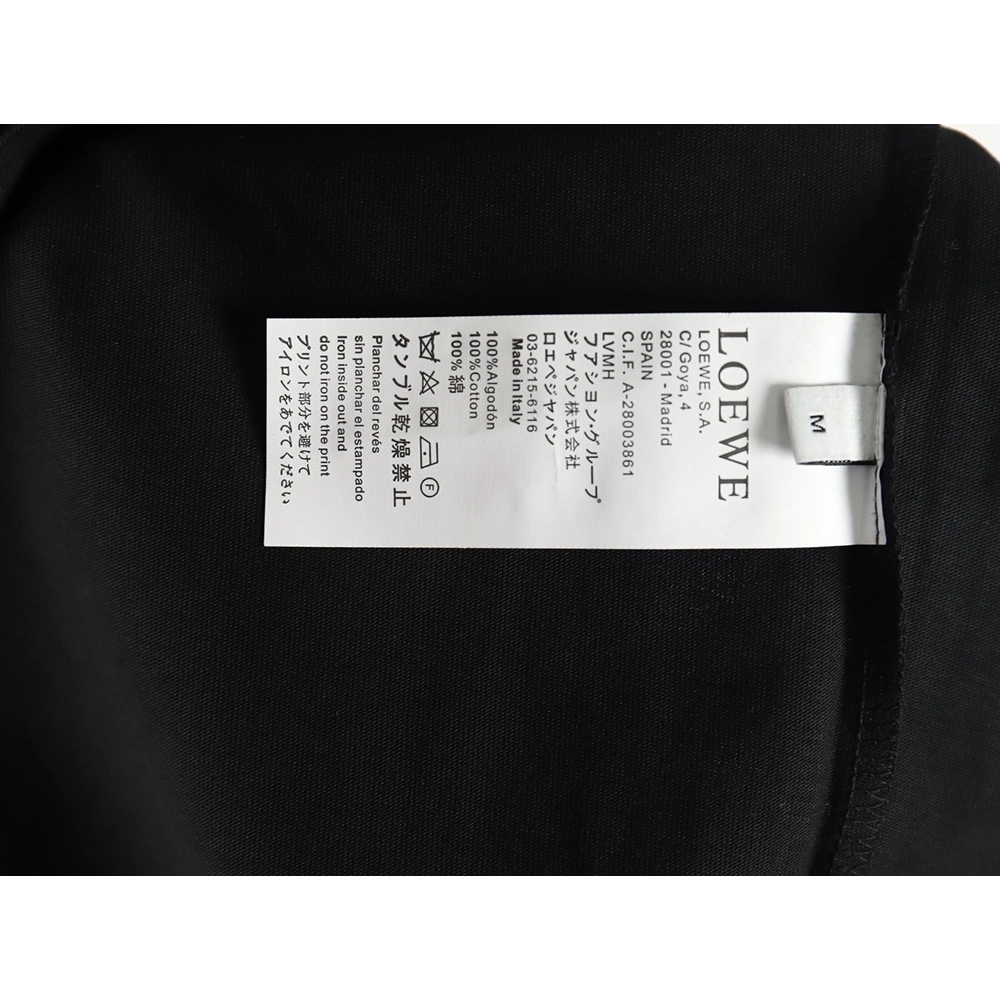 LOEWE
LOEWE, S.A.
C/ Goya, 4
28001 - Madrid
SPAIN
C.I.F. A-28003861
LVMH
ファション·グループ
ジャパン株式会社
ロエベジャパン
03-6215-6116
Made in Italy
100%Algodón
100%Cotton
100%綿
F
タンブル乾燥禁止
Planchar del revés
sin planchar el estampado
Iron inside out and
do not iron on the print
プリント部分を避けて
アイロンをあでてください
M